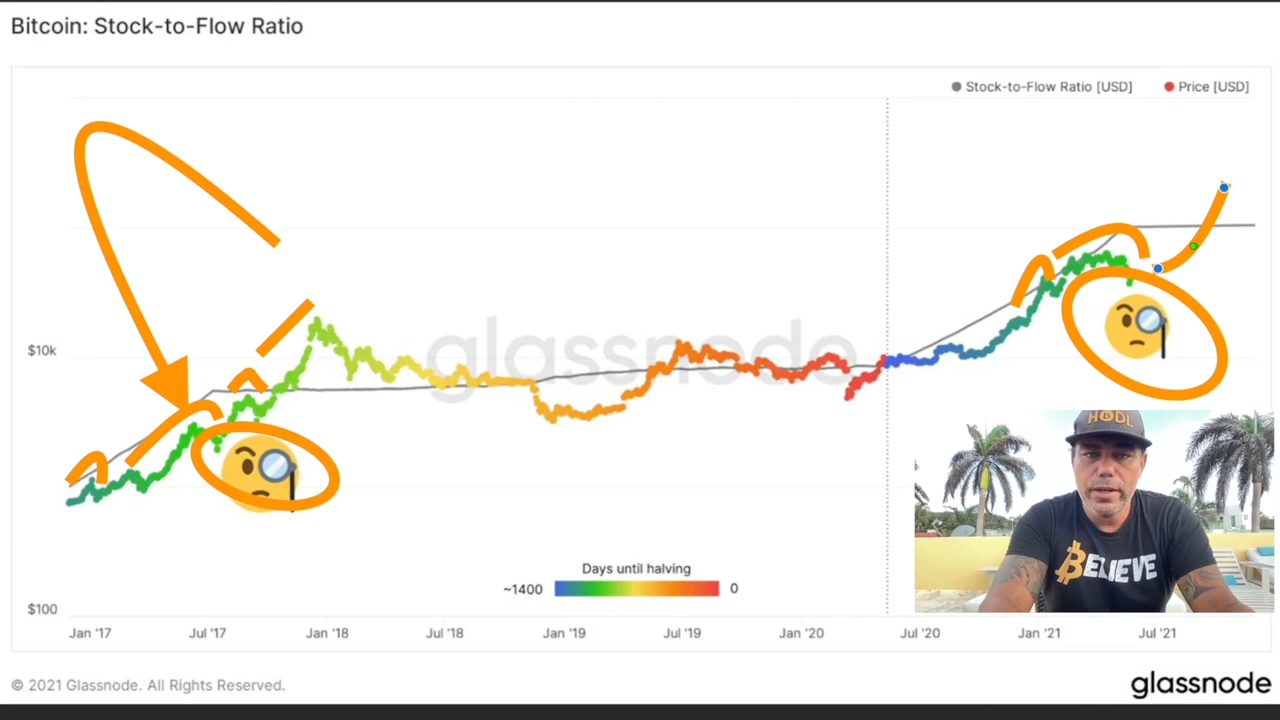 Bitcoin: Stock-to-Flow Ratio
Stock-to-Flow Ratio [USD]
Price [USD]
glassnode
$10k
$100
Days until halving
~1400
0
Jan '17
Jul '17
Jan '18
Jul '18
Jan '19
Jul '19
Jan '20
Jul '20
Jan '21
Jul '21
HODL
BELIEVE
© 2021 Glassnode. All Rights Reserved.
glassnode